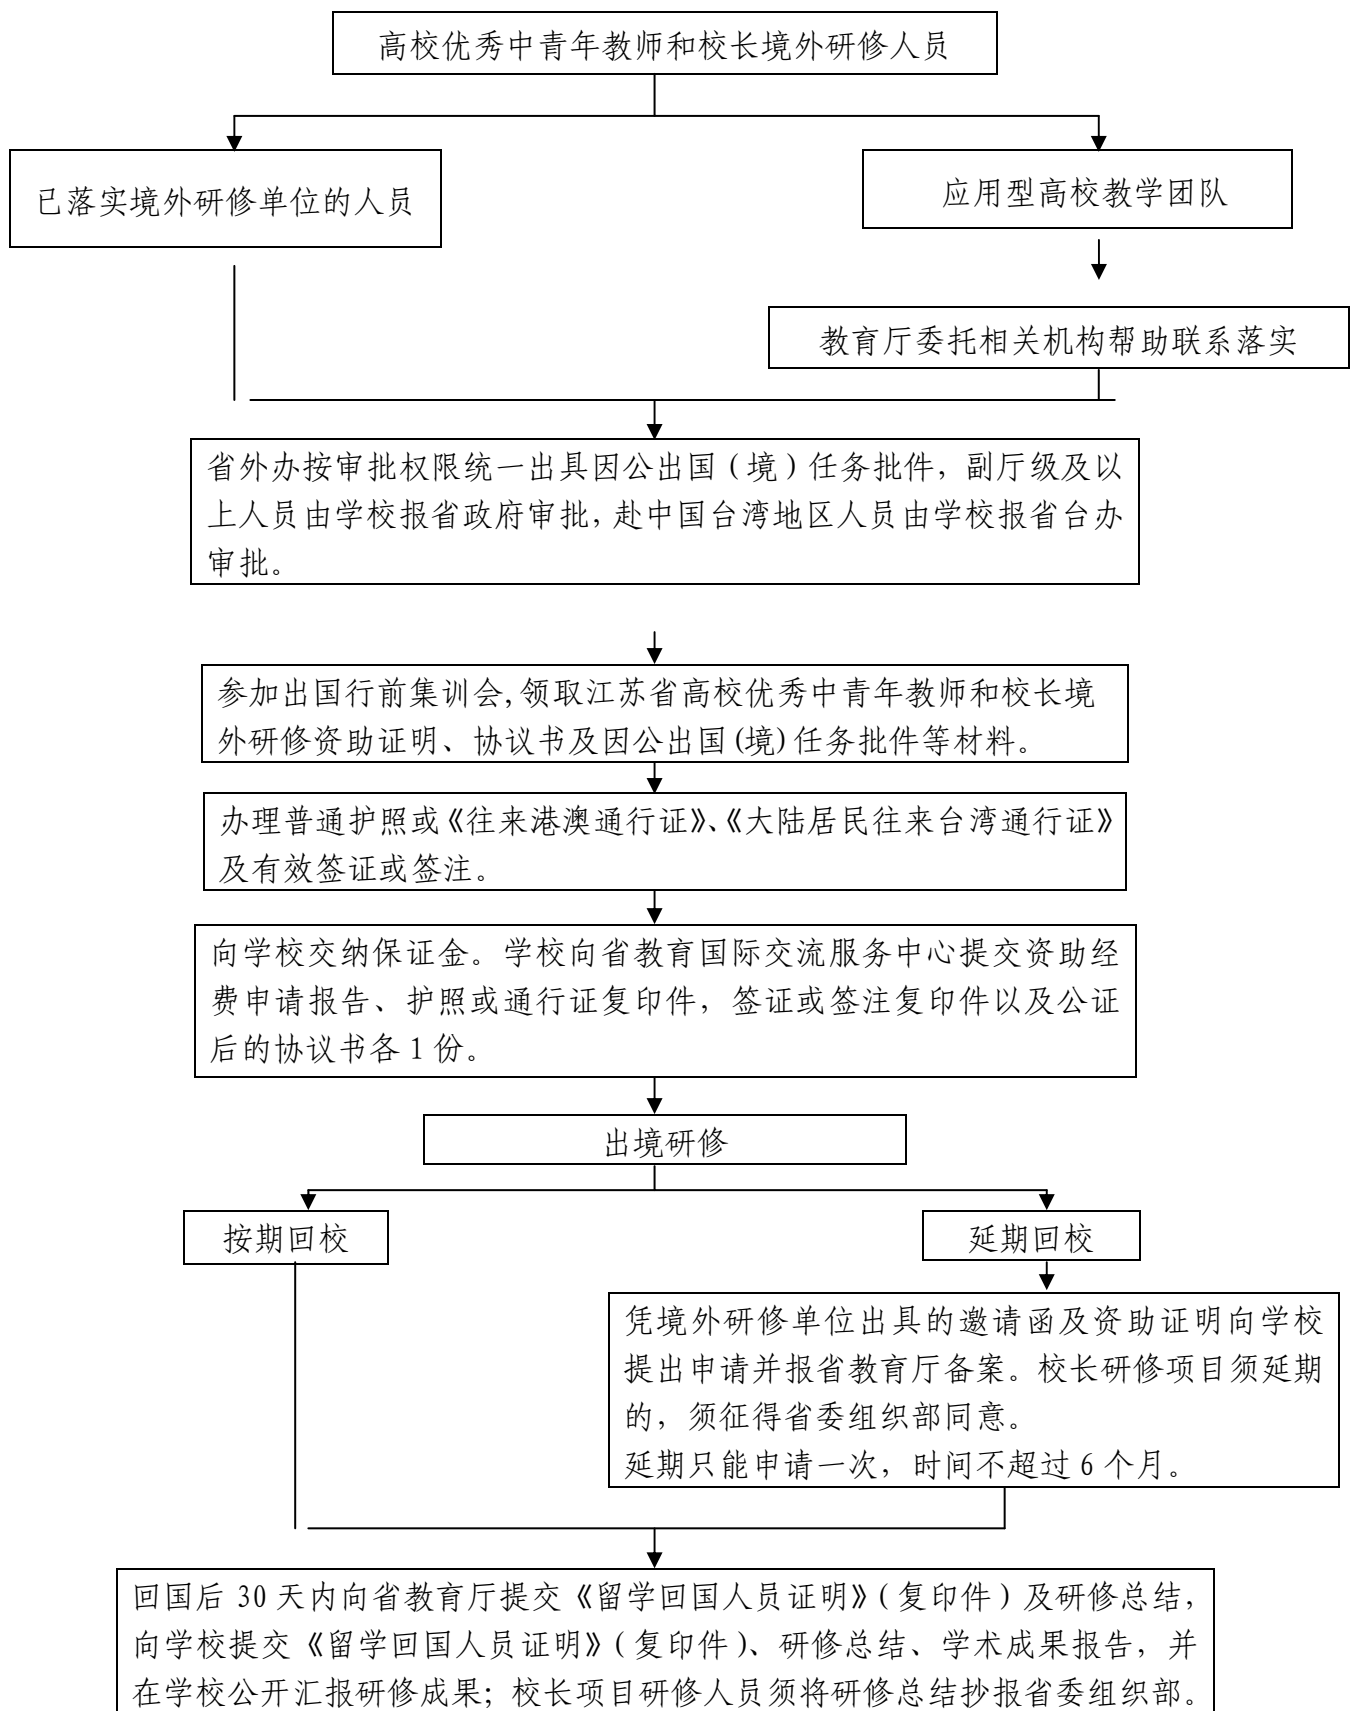 高校优秀中青年教师和校长境外研修人员
已落实境外研修单位的人员
应用型高校教学团队
教育厅委托相关机构帮助联系落实
省外办按审批权限统一出具因公出国（境）任务批件，副厅级及以
上人员由学校报省政府审批，赴中国台湾地区人员由学校报省台办
审批。
参加出国行前集训会,领取江苏省高校优秀中青年教师和校长境
外研修资助证明、协议书及因公出国(境)任务批件等材料。
办理普通护照或《往来港澳通行证》、《大陆居民往来台湾通行证》
及有效签证或签注。
向学校交纳保证金。学校向省教育国际交流服务中心提交资助经
费申请报告、护照或通行证复印件，签证或签注复印件以及公证
后的协议书各 1 份。
出境研修
按期回校
延期回校
凭境外研修单位出具的邀请函及资助证明向学校
提出申请并报省教育厅备案。校长研修项目须延期
的，须征得省委组织部同意。
延期只能申请一次，时间不超过 6 个月。
回国后 30 天内向省教育厅提交《留学回国人员证明》（复印件）及研修总结，
向学校提交《留学回国人员证明》（复印件）、研修总结、学术成果报告，并
在学校公开汇报研修成果；校长项目研修人员须将研修总结抄报省委组织部。